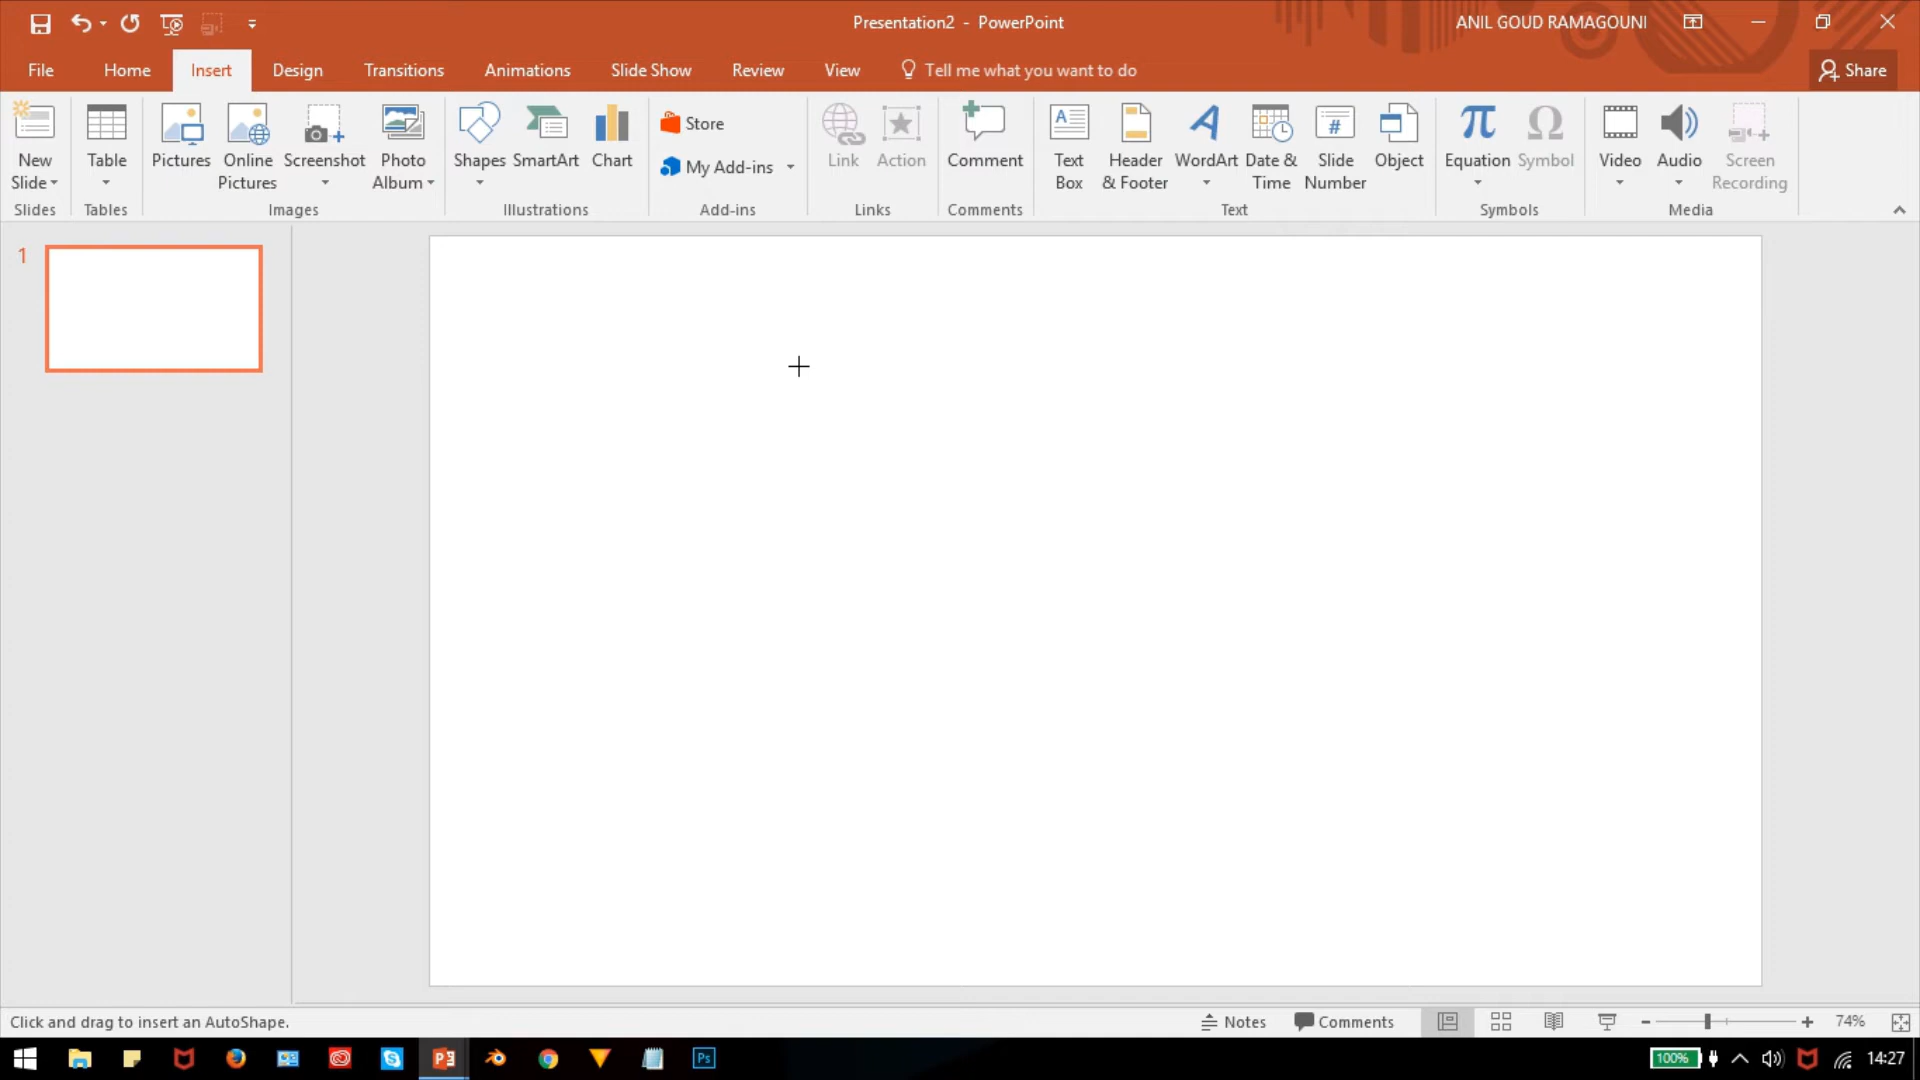 Presentation2 - PowerPoint
ANIL GOUD RAMAGOUNI
File Home Insert Design Transitions Animations Slide Show Review View Tell me what you want to do Share
New Slide
Table
Pictures
Online Pictures
Screenshot
Photo Album
Shapes
SmartArt
Chart
Store
My Add-ins
Link
Action
Comment
Text Box
Header & Footer
WordArt
Date & Time
Slide Number
Object
Equation
Symbol
Video
Audio
Screen Recording
Slides Tables Images Illustrations Add-ins Links Comments Text Symbols Media
1
Click and drag to insert an AutoShape.
Notes Comments 74%
100% 14:27